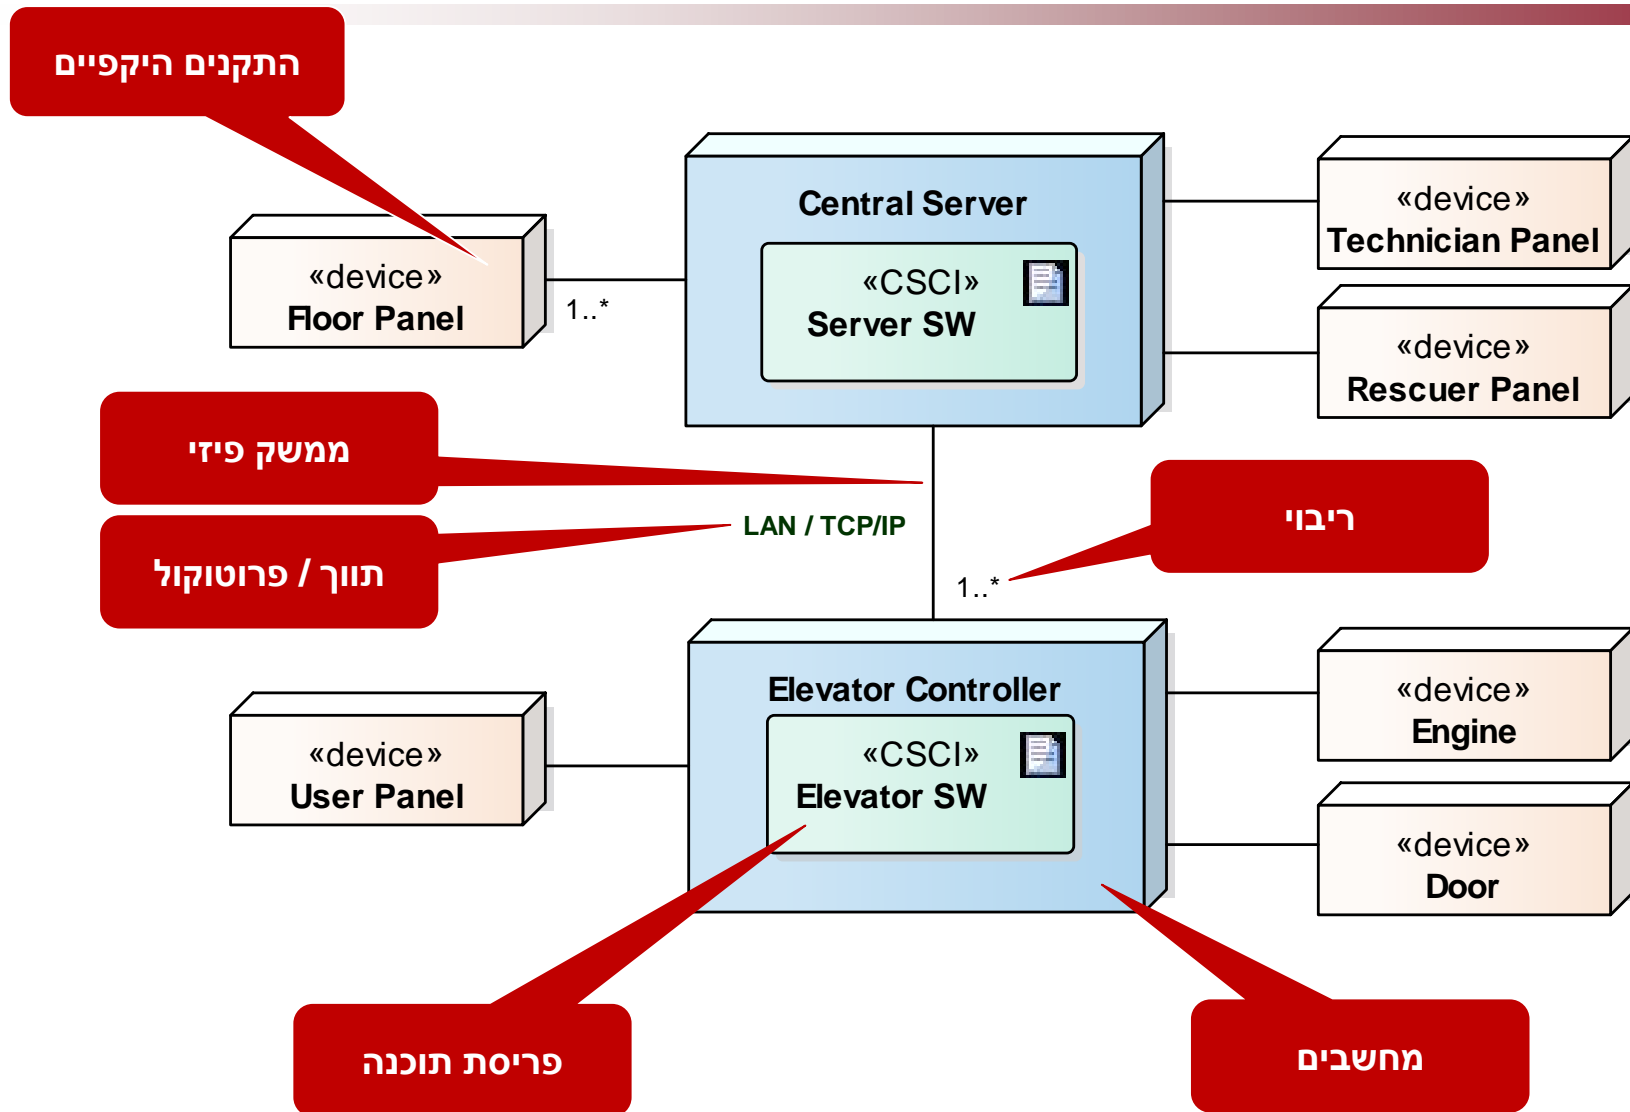 התקנים היקפיים
Central Server
«CSCI»
Server SW
«device»
Technician Panel
«device»
Floor Panel
1..*
«device»
Rescuer Panel
ממשק פיזי
LAN / TCP/IP
תווך / פרוטוקול
ריבוי
1..*
Elevator Controller
«CSCI»
Elevator SW
«device»
Engine
«device»
User Panel
«device»
Door
פריסת תוכנה
מחשבים